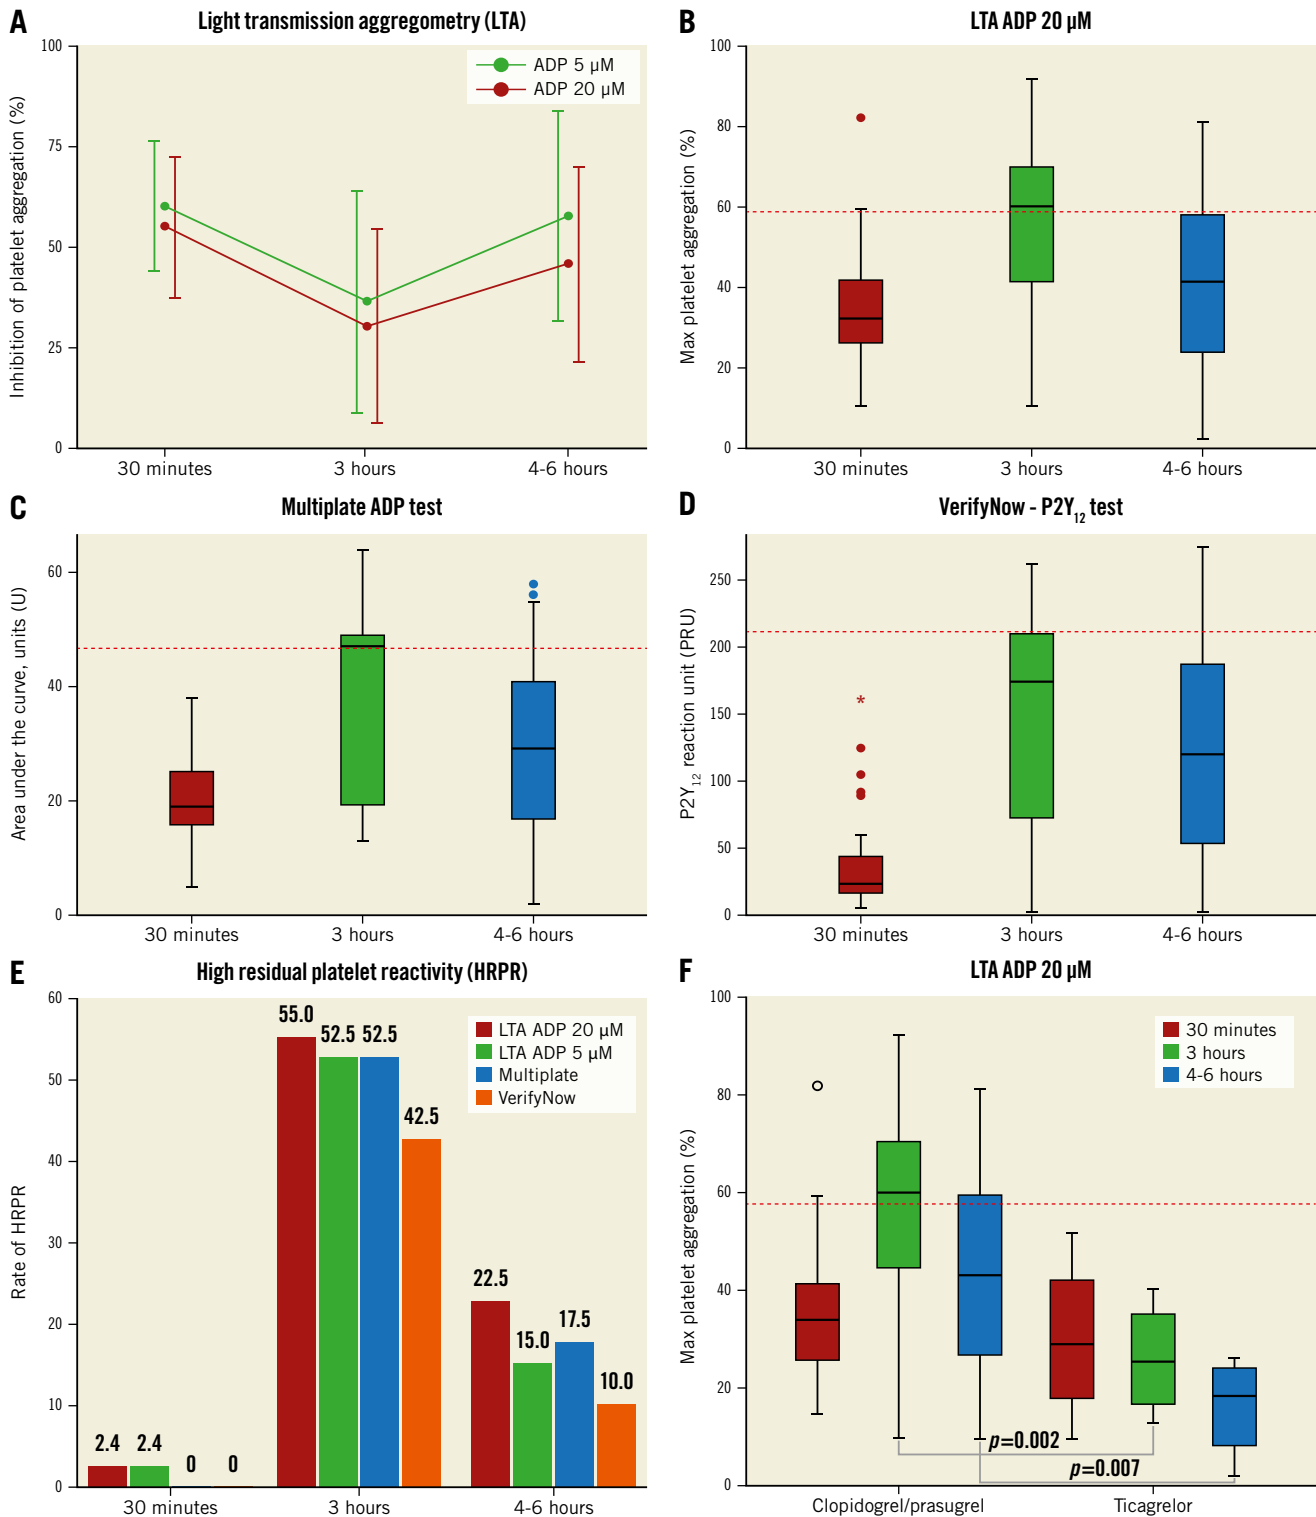 A
Light transmission aggregometry (LTA)
Inhibition of platelet aggregation (%)
100
75
50
25
0
ADP 5 µM
ADP 20 µM
30 minutes
3 hours
4-6 hours
B
LTA ADP 20 µM
Max platelet aggregation (%)
100
80
60
40
20
0
30 minutes
3 hours
4-6 hours
C
Multiplate ADP test
Area under the curve, units (U)
60
40
20
0
30 minutes
3 hours
4-6 hours
D
VerifyNow - P2Y₁₂ test
P2Y₁₂ reaction unit (PRU)
250
200
150
100
50
0
*
30 minutes
3 hours
4-6 hours
E
High residual platelet reactivity (HRPR)
Rate of HRPR
60
50
40
30
20
10
0
LTA ADP 20 µM
LTA ADP 5 µM
Multiplate
VerifyNow
2.4
2.4
0
0
55.0
52.5
52.5
42.5
22.5
15.0
17.5
10.0
30 minutes
3 hours
4-6 hours
F
LTA ADP 20 µM
Max platelet aggregation (%)
100
80
60
40
20
0
30 minutes
3 hours
4-6 hours
p=0.002
p=0.007
Clopidogrel/prasugrel
Ticagrelor